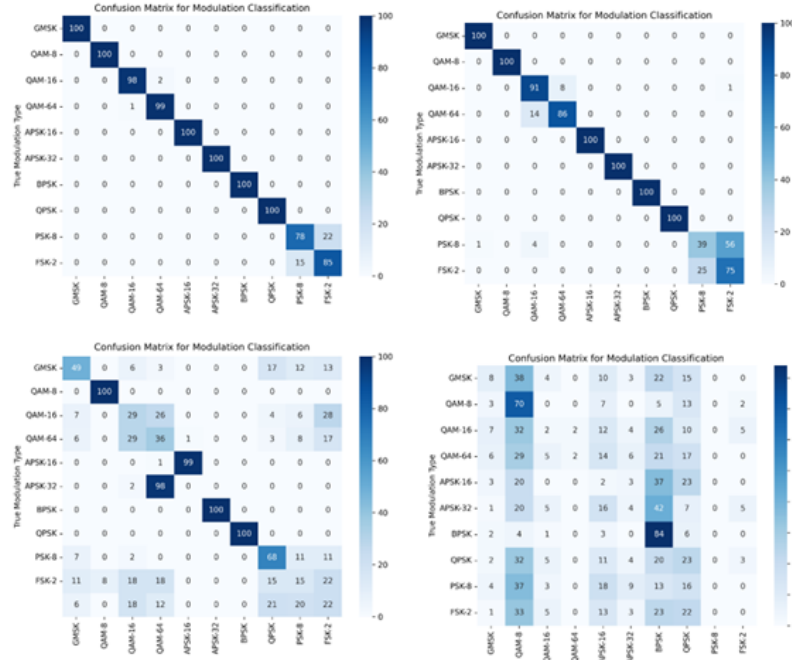 Confusion Matrix for Modulation Classification
True Modulation Type
GMSK 100 0 0 0 0 0 0 0 0 0
QAM-8 0 100 0 0 0 0 0 0 0 0
QAM-16 0 0 98 2 0 0 0 0 0 0
QAM-64 0 0 1 99 0 0 0 0 0 0
APSK-16 0 0 0 0 100 0 0 0 0 0
APSK-32 0 0 0 0 0 100 0 0 0 0
BPSK 0 0 0 0 0 0 100 0 0 0
QPSK 0 0 0 0 0 0 0 100 0 0
PSK-8 0 0 0 0 0 0 0 0 78 22
FSK-2 0 0 0 0 0 0 0 0 15 85
GMSK QAM-8 QAM-16 QAM-64 APSK-16 APSK-32 BPSK QPSK PSK-8 FSK-2
100
80
60
40
20
0
Confusion Matrix for Modulation Classification
True Modulation Type
GMSK 100 0 0 0 0 0 0 0 0 0
QAM-8 0 100 0 0 0 0 0 0 0 0
QAM-16 0 0 91 8 0 0 0 0 0 1
QAM-64 0 0 14 86 0 0 0 0 0 0
APSK-16 0 0 0 0 100 0 0 0 0 0
APSK-32 0 0 0 0 0 100 0 0 0 0
BPSK 0 0 0 0 0 0 100 0 0 0
QPSK 0 0 0 0 0 0 0 100 0 0
PSK-8 1 0 4 0 0 0 0 0 39 56
FSK-2 0 0 0 0 0 0 0 0 25 75
GMSK QAM-8 QAM-16 QAM-64 APSK-16 APSK-32 BPSK QPSK PSK-8 FSK-2
100
80
60
40
20
0
Confusion Matrix for Modulation Classification
True Modulation Type
GMSK 49 0 6 3 0 0 0 17 12 13
QAM-8 0 100 0 0 0 0 0 0 0 0
QAM-16 7 0 29 26 0 0 0 4 6 28
QAM-64 6 0 29 36 1 0 0 3 8 17
APSK-16 0 0 0 1 99 0 0 0 0 0
APSK-32 0 0 2 98 0 0 0 0 0 0
BPSK 0 0 0 0 0 100 0 0 0 0
QPSK 0 0 0 0 0 0 100 0 0 0
PSK-8 7 0 2 0 0 0 0 68 11 11
FSK-2 11 8 18 18 0 0 0 15 15 22
6 0 18 12 0 0 0 21 20 22
GMSK QAM-8 QAM-16 QAM-64 APSK-16 APSK-32 BPSK QPSK PSK-8 FSK-2
100
80
60
40
20
0
Confusion Matrix for Modulation Classification
True Modulation Type
GMSK 8 38 4 0 10 3 22 15 0 0
QAM-8 3 70 0 0 7 0 5 13 0 2
QAM-16 7 32 2 2 12 4 26 10 0 5
QAM-64 6 29 5 2 14 6 21 17 0 0
APSK-16 3 20 0 0 2 3 37 23 0 0
APSK-32 1 20 5 0 16 4 42 7 0 5
BPSK 2 4 1 0 3 0 84 6 0 0
QPSK 2 32 5 0 11 4 20 23 0 3
PSK-8 4 37 3 0 18 9 13 16 0 0
FSK-2 1 33 5 0 13 3 23 22 0 0
GMSK QAM-8 QAM-16 QAM-64 APSK-16 APSK-32 BPSK QPSK PSK-8 FSK-2